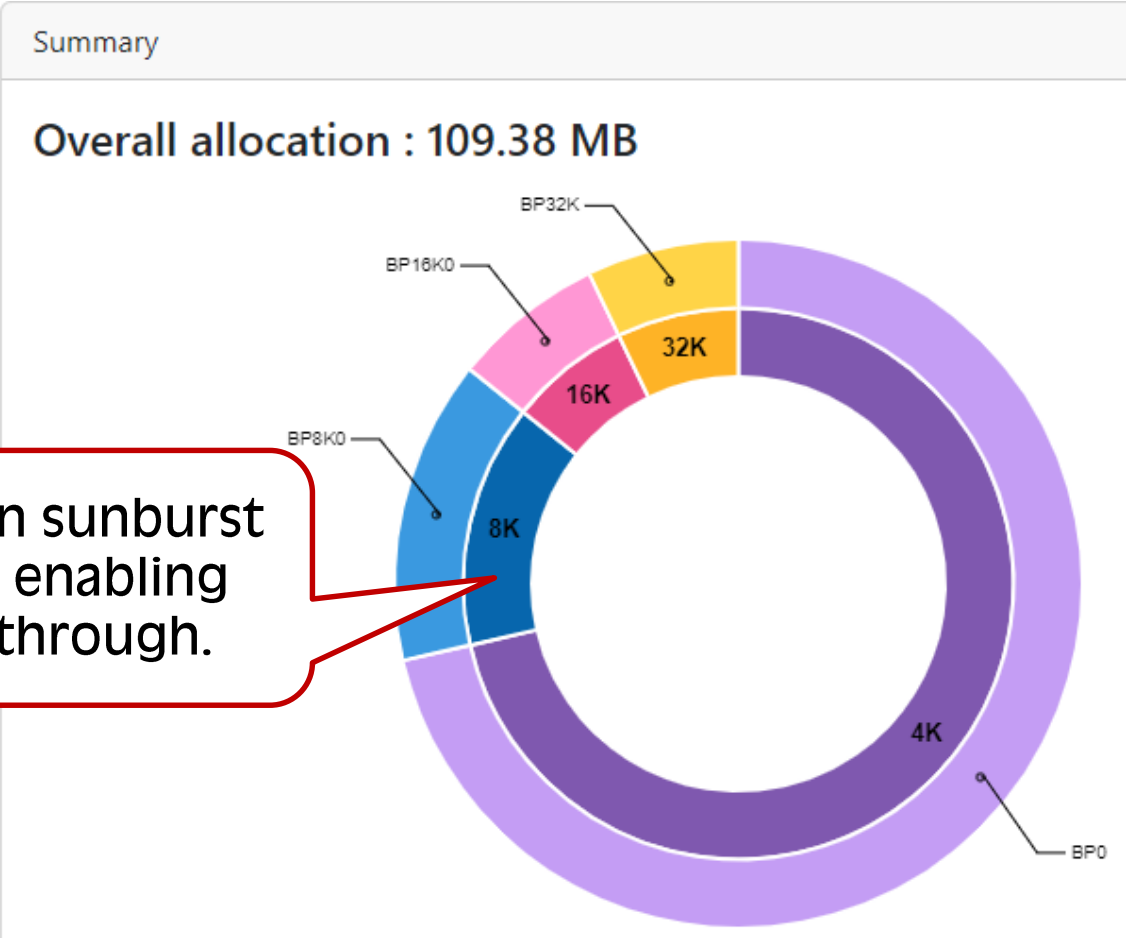 Summary
Overall allocation : 109.38 MB
BP32K
BP16K0
32K
16K
BP8K0
8K
n sunburst
enabling
through.
4K
BP0